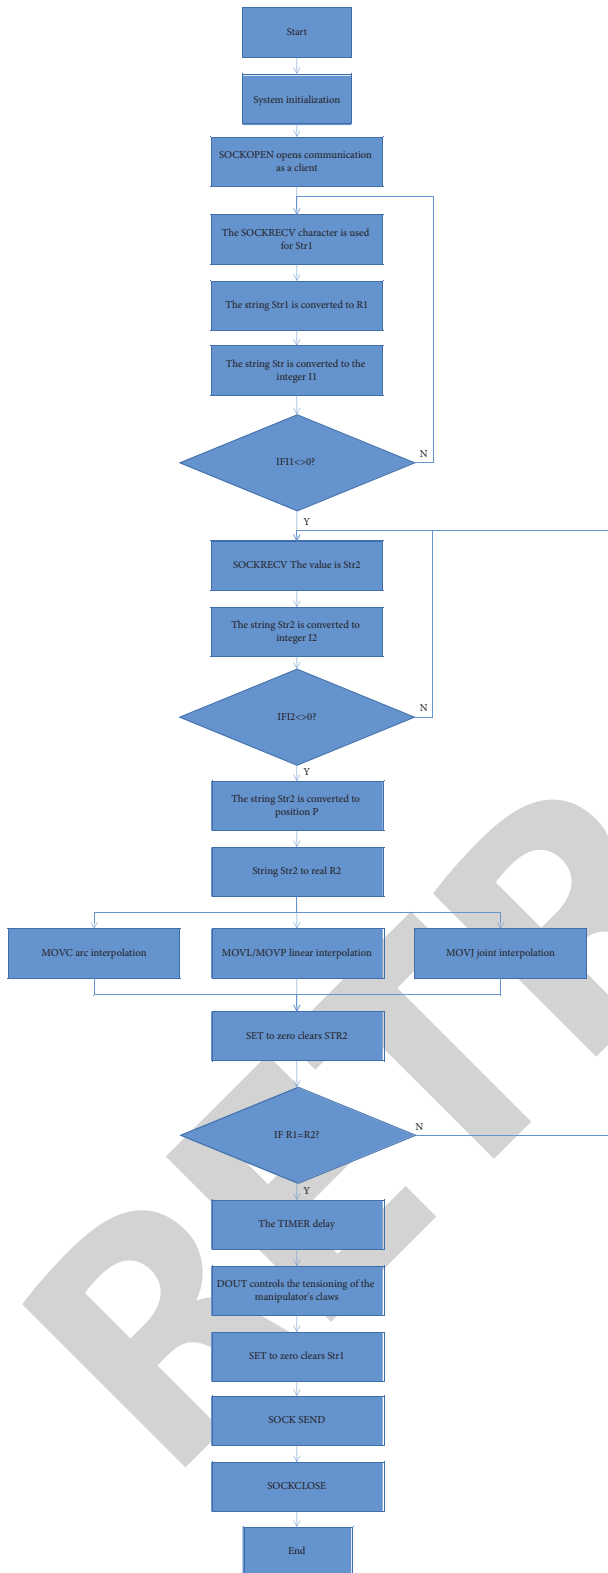 Start
System initialization
SOCKOPEN opens communication
as a client
The SOCKRECV character is used
for Str1
The string Str1 is converted to R1
The string Str is converted to the
integer I1
IFI1<>0?
N
Y
SOCKRECV The value is Str2
The string Str2 is converted to
integer I2
IFI2<>0?
N
Y
The string Str2 is converted to
position P
String Str2 to real R2
MOVC arc interpolation
MOVL/MOVP linear interpolation
MOVJ joint interpolation
SET to zero clears STR2
IF R1=R2?
N
Y
The TIMER delay
DOUT controls the tensioning of the
manipulator's claws
SET to zero clears Str1
SOCK SEND
SOCKCLOSE
End
RETR